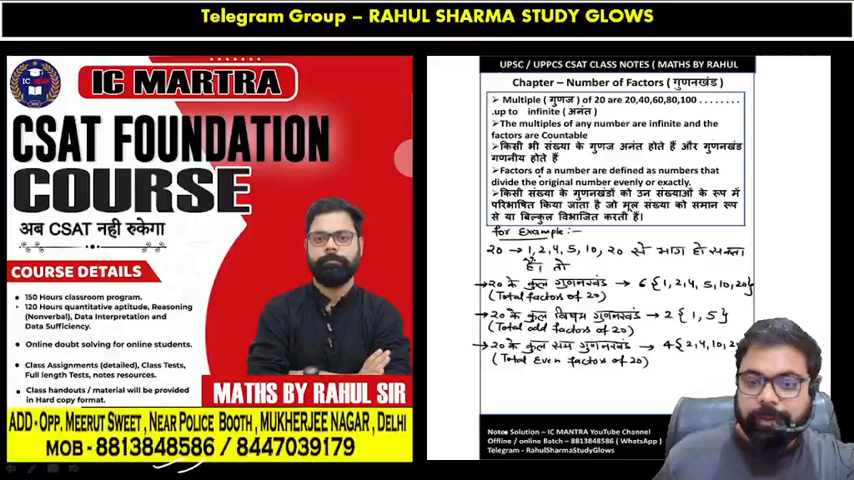 Telegram Group – RAHUL SHARMA STUDY GLOWS
IC MARTRA
CSAT FOUNDATION
COURSE
अब CSAT नही रुकेगा
COURSE DETAILS
150 Hours classroom program.
120 Hours quantitative aptitude, Reasoning
(Nonverbal), Data Interpretation and
Data Sufficiency.
Online doubt solving for online students.
Class Assignments (detailed), Class Tests,
Full length Tests, notes resources.
Class handouts / material will be provided
in Hard copy format.
MATHS BY RAHUL SIR
ADD - OPP. MEERUT SWEET , NEAR POLICE BOOTH , MUKHERJEE NAGAR , DELHI
MOB - 8813848586 / 8447039179
UPSC / UPPCS CSAT CLASS NOTES ( MATHS BY RAHUL
Chapter – Number of Factors ( गुणनखंड )
➢ Multiple ( गुणज ) of 20 are 20,40,60,80,100 . . . . . . . . .
.up to infinite ( अनंत )
➢ The multiples of any number are infinite and the
factors are Countable
➢ किसी भी संख्या के गुणज अनंत होते हैं और गुणनखंड
गणनीय होते हैं
➢ Factors of a number are defined as numbers that
divide the original number evenly or exactly.
➢ किसी संख्या के गुणनखंडों को उन संख्याओं के रूप में
परिभाषित किया जाता है जो मूल संख्या को समान रूप
से या बिल्कुल विभाजित करती हैं।
for Example:-
20 → 1, 2, 4, 5, 10, 20 से भाग हो सकता
है। तो
→ 20 के कुल गुणनखंड → 6 {1, 2, 4, 5, 10, 20}
(Total factors of 20)
→ 20 के कुल विषम गुणनखंड → 2 { 1, 5 }
(Total odd factors of 20)
→ 20 के कुल सम गुणनखंड → 4 {2, 4, 10,
(Total Even factors of 20)
Notes Solution – IC MANTRA YouTube Channel
Offline / online Batch – 8813848586 ( WhatsApp )
Telegram - RahulSharmaStudyGlows